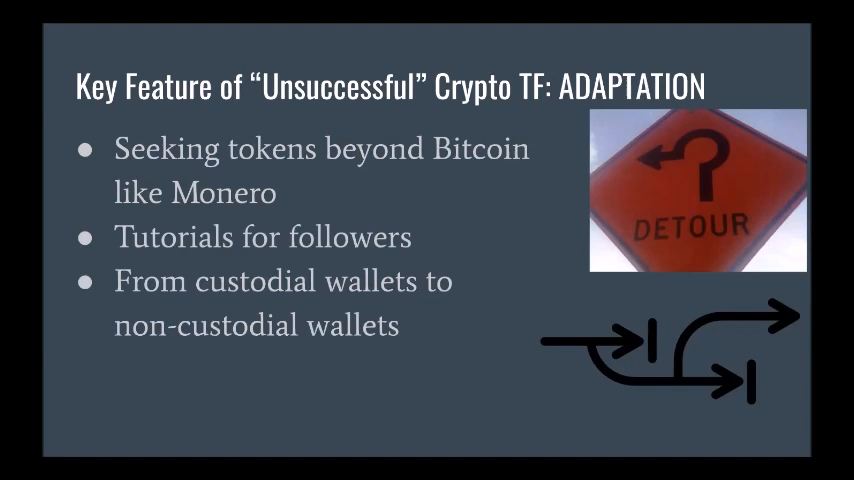 Key Feature of “Unsuccessful” Crypto TF: ADAPTATION
● Seeking tokens beyond Bitcoin
like Monero
● Tutorials for followers
● From custodial wallets to
non-custodial wallets
DETOUR